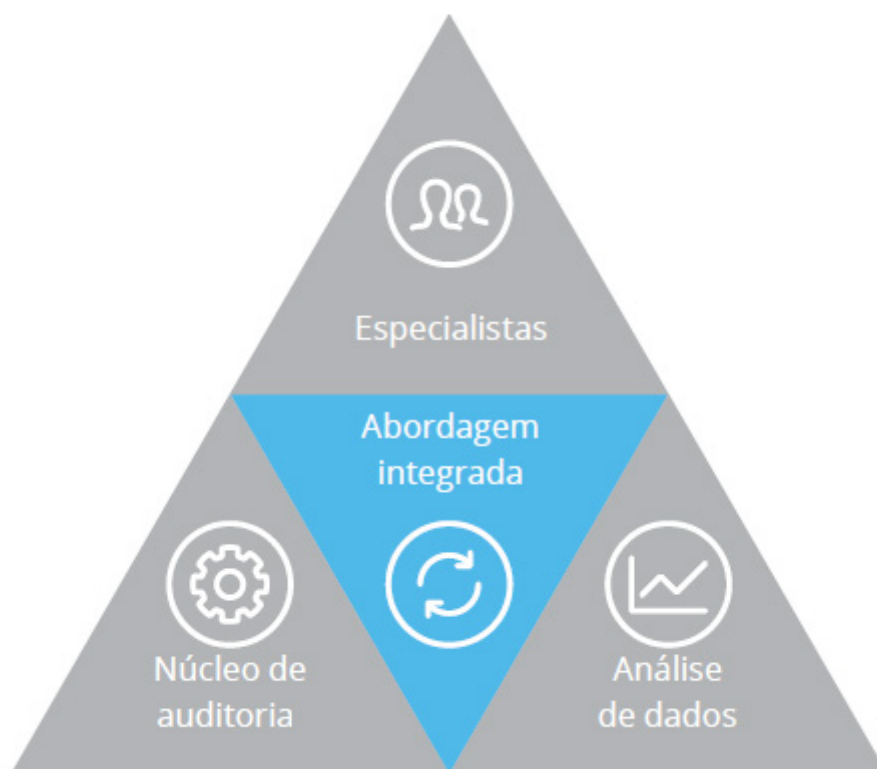 Especialistas
Abordagem
integrada
Núcleo de
auditoria
Análise
de dados